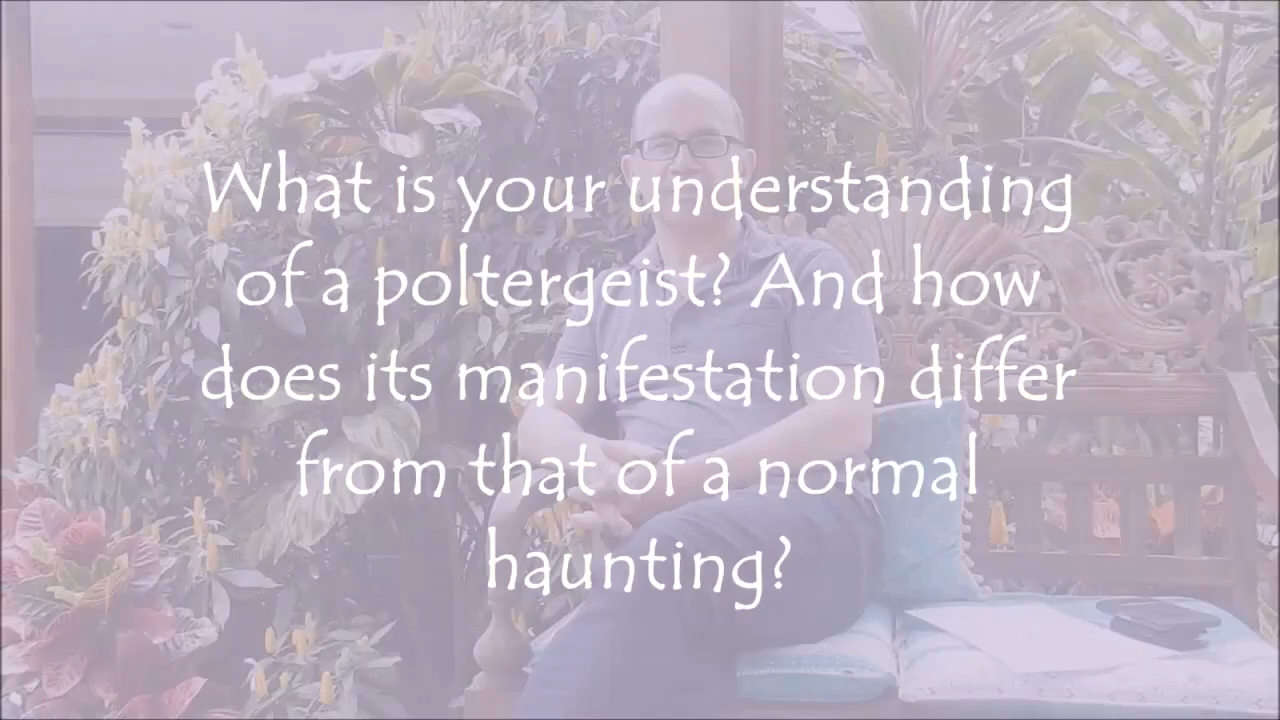 What is your understanding
of a poltergeist? And how
does its manifestation differ
from that of a normal
haunting?